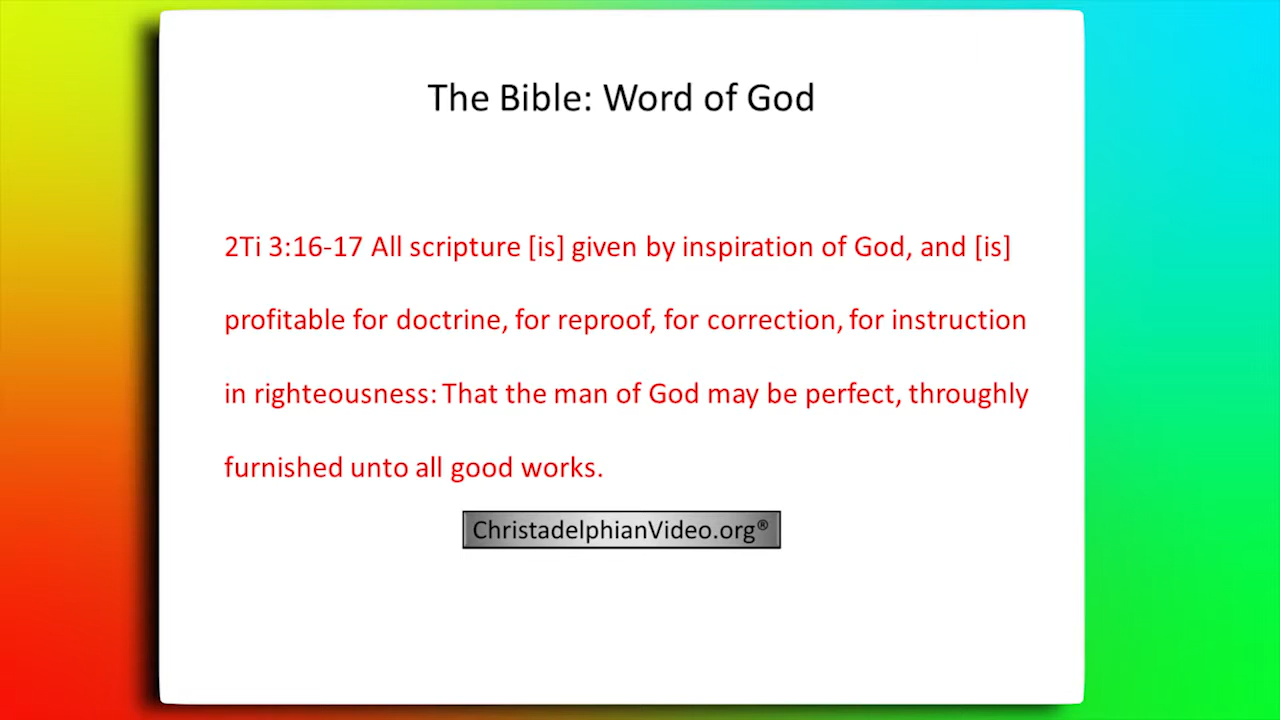 The Bible: Word of God
2Ti 3:16-17 All scripture [is] given by inspiration of God, and [is]
profitable for doctrine, for reproof, for correction, for instruction
in righteousness: That the man of God may be perfect, throughly
furnished unto all good works.
ChristadelphianVideo.org®